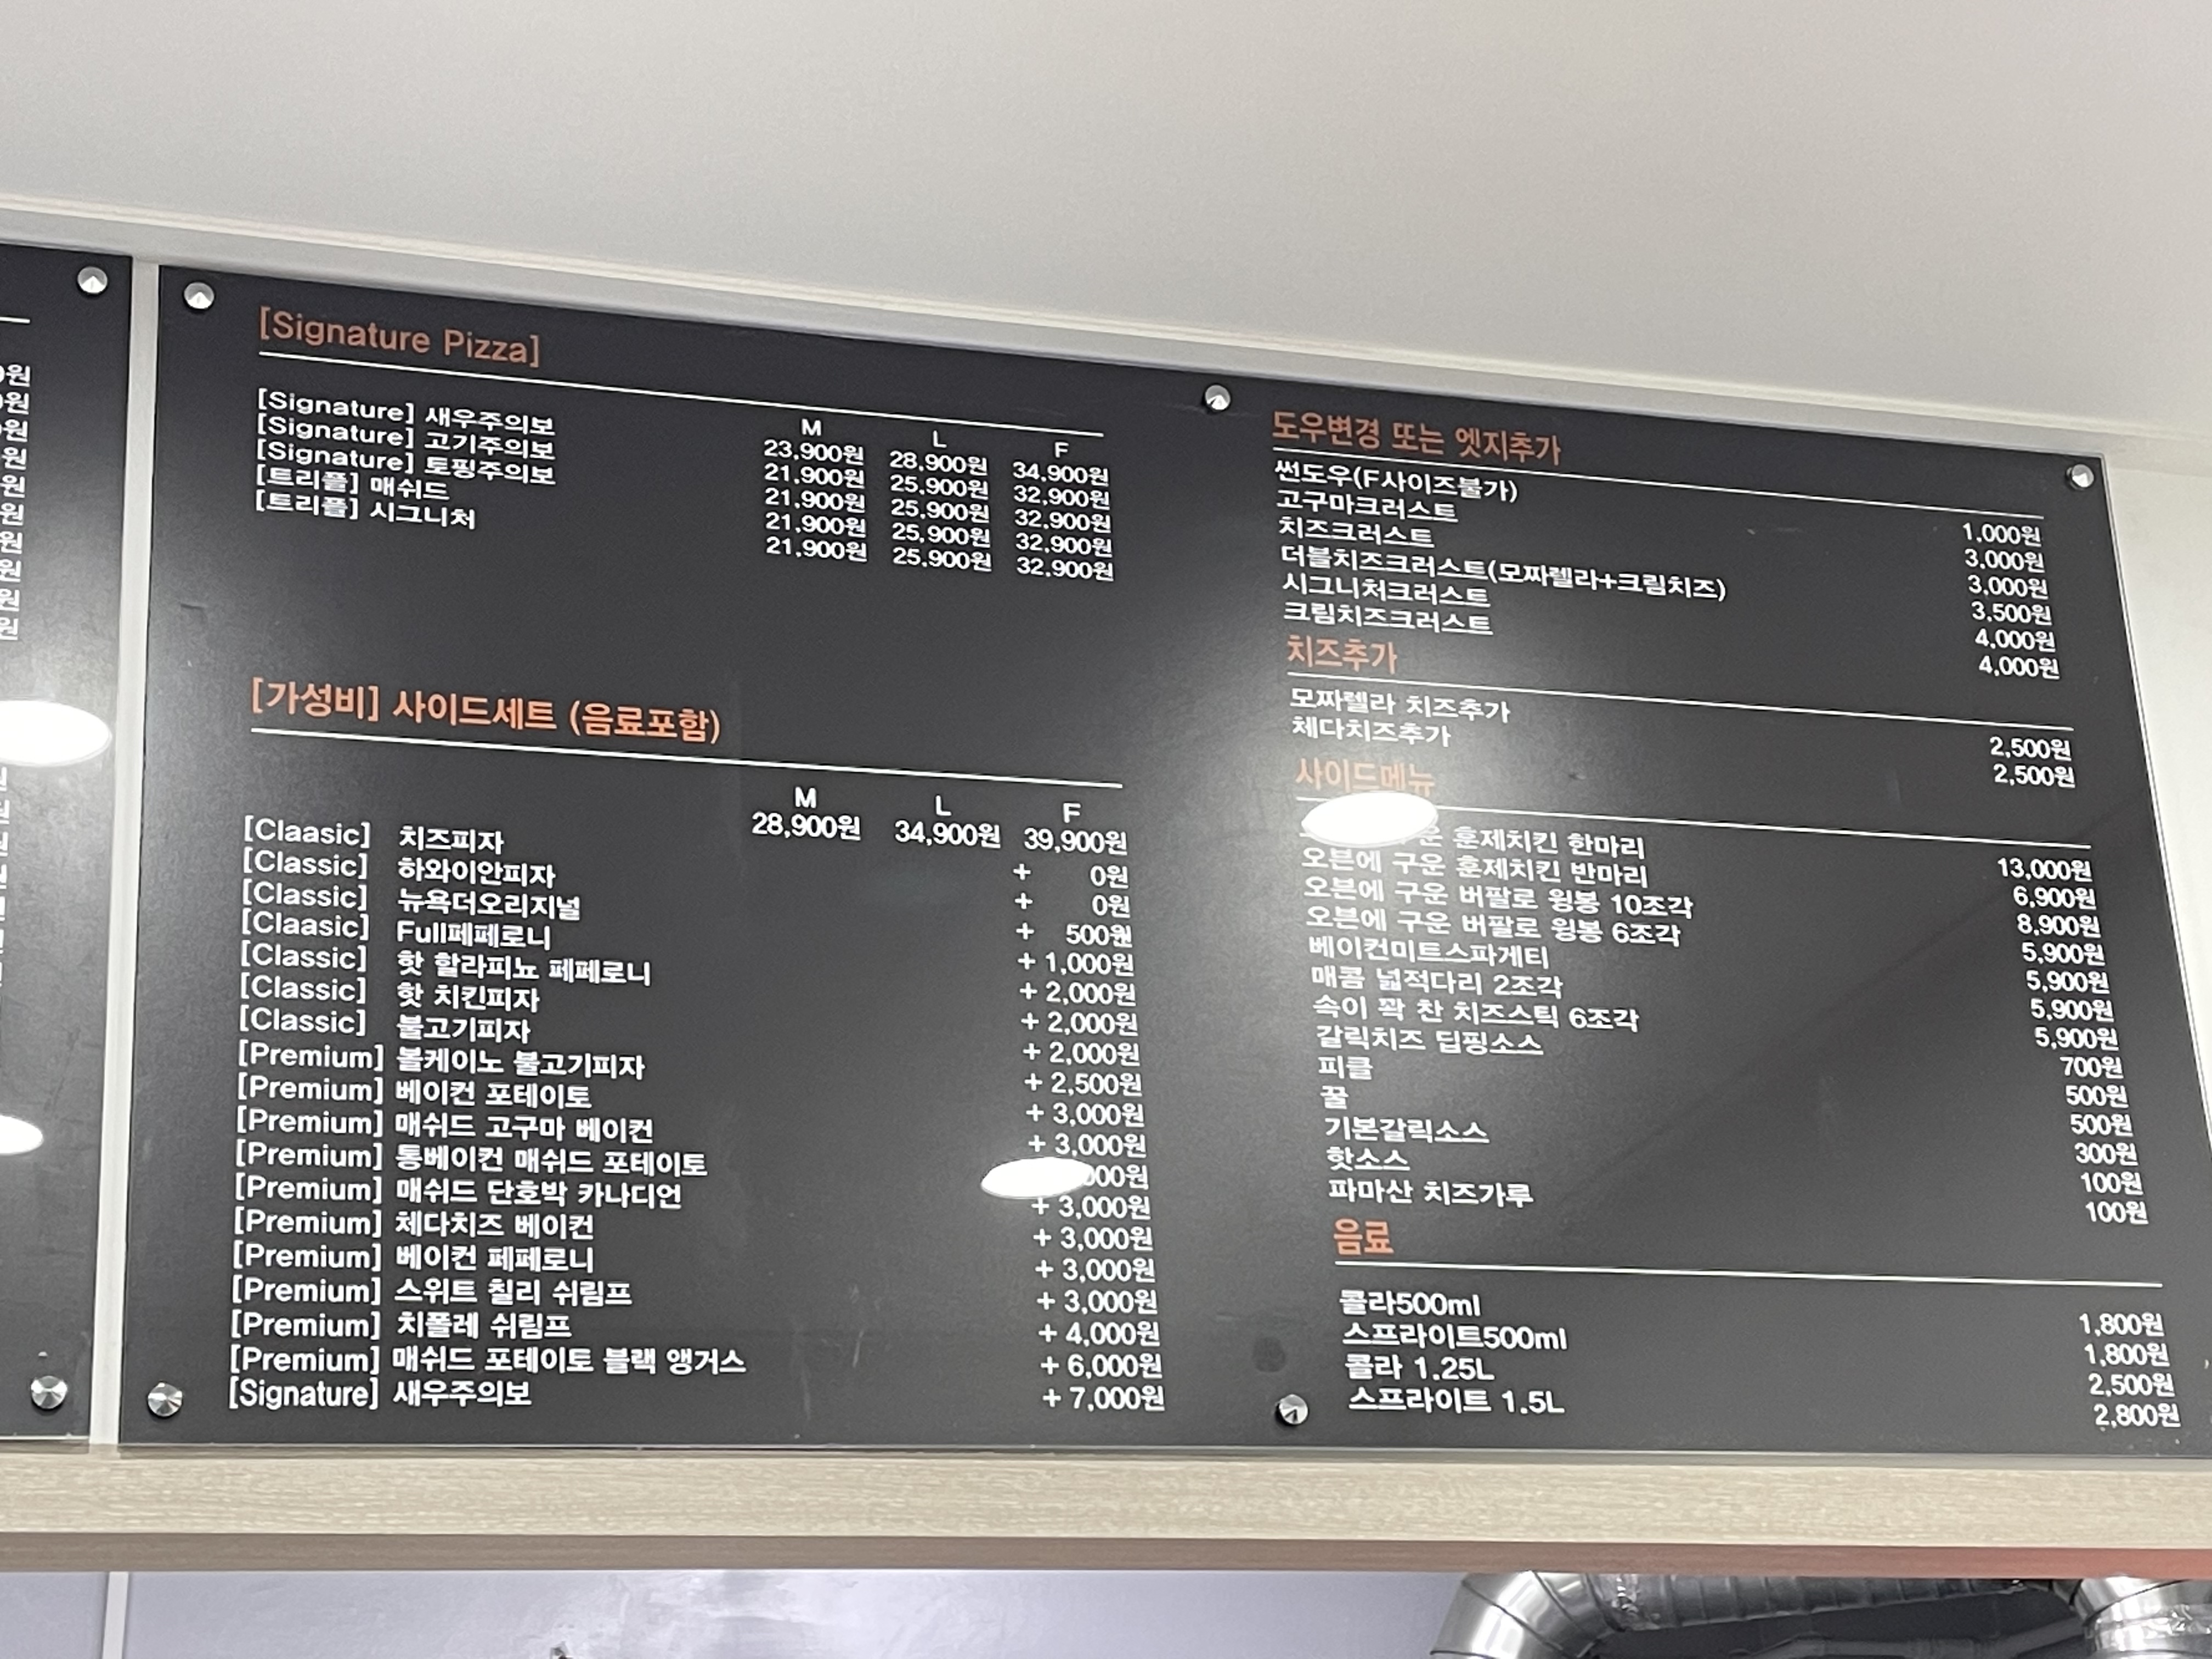 [Signature Pizza]
M L F
[Signature] 새우주의보 23,900원 28,900원 34,900원
[Signature] 고기주의보 21,900원 25,900원 32,900원
[Signature] 토핑주의보 21,900원 25,900원 32,900원
[트리플] 매쉬드 21,900원 25,900원 32,900원
[트리플] 시그니처 21,900원 25,900원 32,900원
[가성비] 사이드세트 (음료포함)
M L F
[Claasic] 치즈피자 28,900원 34,900원 39,900원
[Classic] 하와이안피자 + 0원
[Classic] 뉴욕더오리지널 + 0원
[Claasic] Full페페로니 + 500원
[Classic] 핫 할라피뇨 페페로니 + 1,000원
[Classic] 핫 치킨피자 + 2,000원
[Classic] 불고기피자 + 2,000원
[Premium] 볼케이노 불고기피자 + 2,000원
[Premium] 베이컨 포테이토 + 2,500원
[Premium] 매쉬드 고구마 베이컨 + 3,000원
[Premium] 통베이컨 매쉬드 포테이토 + 3,000원
[Premium] 매쉬드 단호박 카나디언
[Premium] 체다치즈 베이컨 + 3,000원
[Premium] 베이컨 페페로니 + 3,000원
[Premium] 스위트 칠리 쉬림프 + 3,000원
[Premium] 치폴레 쉬림프 + 3,000원
[Premium] 매쉬드 포테이토 블랙 앵거스 + 4,000원
[Signature] 새우주의보 + 6,000원
+ 7,000원
도우변경 또는 엣지추가
썬도우(F사이즈불가) 1,000원
고구마크러스트 3,000원
치즈크러스트 3,000원
더블치즈크러스트(모짜렐라+크림치즈) 3,500원
시그니처크러스트 4,000원
크림치즈크러스트 4,000원
치즈추가
모짜렐라 치즈추가 2,500원
체다치즈추가 2,500원
사이드메뉴
훈제치킨 한마리 13,000원
오븐에 구운 훈제치킨 반마리 6,900원
오븐에 구운 버팔로 윙봉 10조각 8,900원
오븐에 구운 버팔로 윙봉 6조각 5,900원
베이컨미트스파게티 5,900원
매콤 넓적다리 2조각 5,900원
속이 꽉 찬 치즈스틱 6조각 5,900원
갈릭치즈 딥핑소스 700원
피클 500원
꿀 500원
기본갈릭소스 300원
핫소스 100원
파마산 치즈가루 100원
음료
콜라500ml 1,800원
스프라이트500ml 1,800원
콜라 1.25L 2,500원
스프라이트 1.5L 2,800원